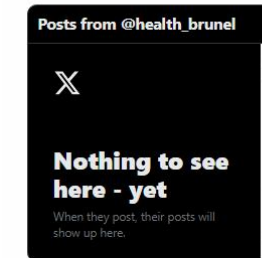 Posts from @health_brunel
Nothing to see
here - yet
When they post, their posts will
show up here.